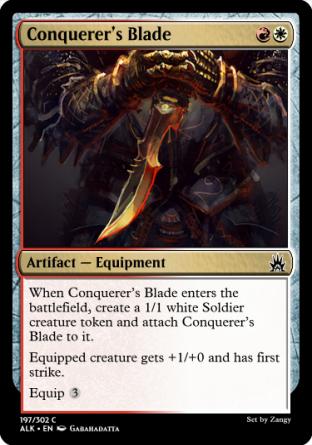 Conquerer's Blade
Artifact — Equipment
When Conquerer's Blade enters the
battlefield, create a 1/1 white Soldier
creature token and attach Conquerer's
Blade to it.
Equipped creature gets +1/+0 and has first
strike.
Equip 3
197/302 C
Set by Zangy
ALK • EN GABAHADATTA